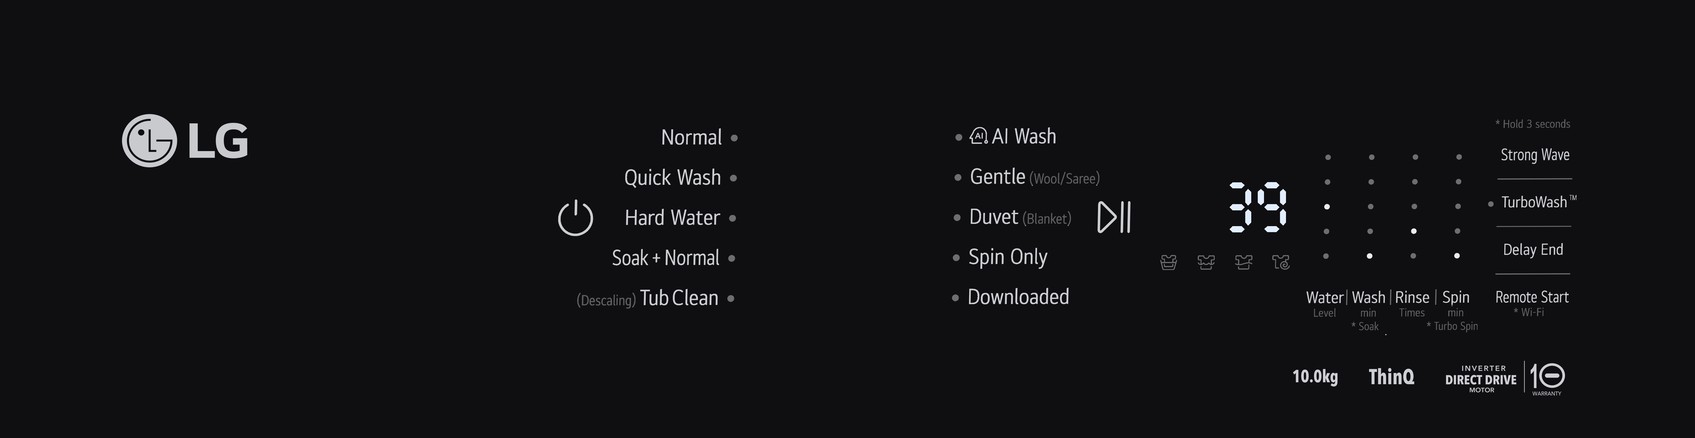 LG
Normal
Quick Wash
Hard Water
Soak + Normal
(Descaling) Tub Clean
AI AI Wash
Gentle (Wool/Saree)
Duvet (Blanket)
Spin Only
Downloaded
39
* Hold 3 seconds
Strong Wave
TurboWash™
Delay End
Remote Start
* Wi-Fi
Water | Wash | Rinse | Spin
Level min Times min
* Soak * Turbo Spin
10.0kg
ThinQ
INVERTER
DIRECT DRIVE
MOTOR
10
WARRANTY